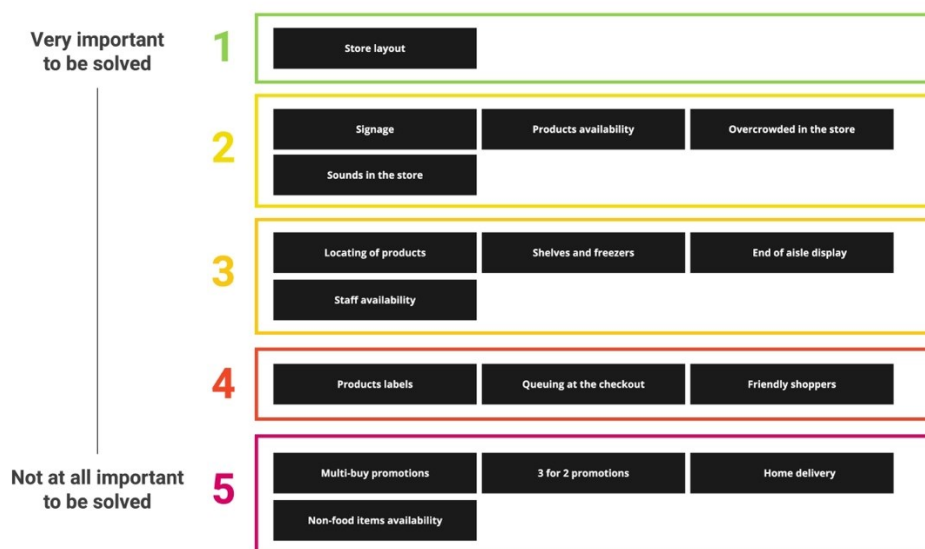 Very important
to be solved
1
Store layout
2
Signage
Products availability
Overcrowded in the store
Sounds in the store
3
Locating of products
Shelves and freezers
End of aisle display
Staff availability
4
Products labels
Queuing at the checkout
Friendly shoppers
Not at all important
to be solved
5
Multi-buy promotions
3 for 2 promotions
Home delivery
Non-food items availability